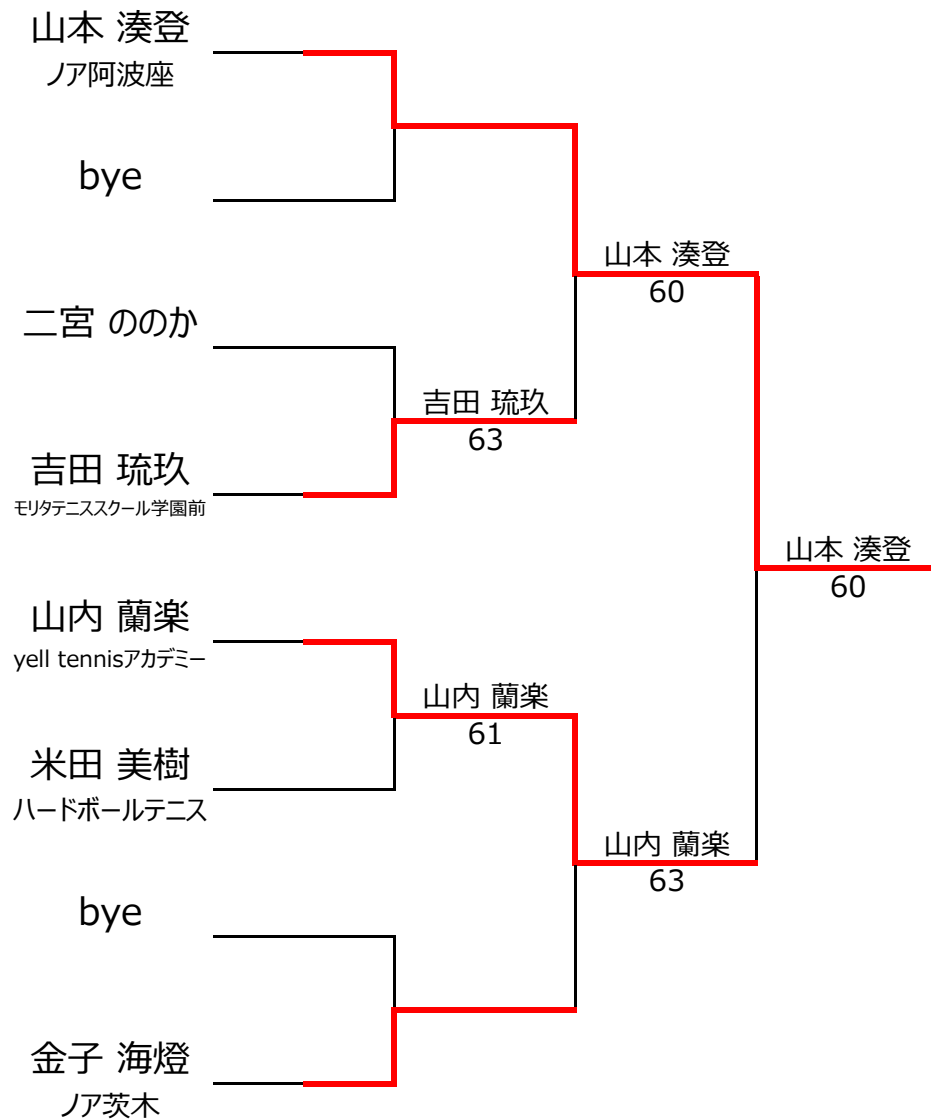 山本 湊登
ノア阿波座
bye
二宮 ののか
吉田 琉玖
モリタテニススクール学園前
山内 蘭楽
yell tennisアカデミー
米田 美樹
ハードボールテニス
bye
金子 海燈
ノア茨木
吉田 琉玖
63
山内 蘭楽
61
山本 湊登
60
山内 蘭楽
63
山本 湊登
60